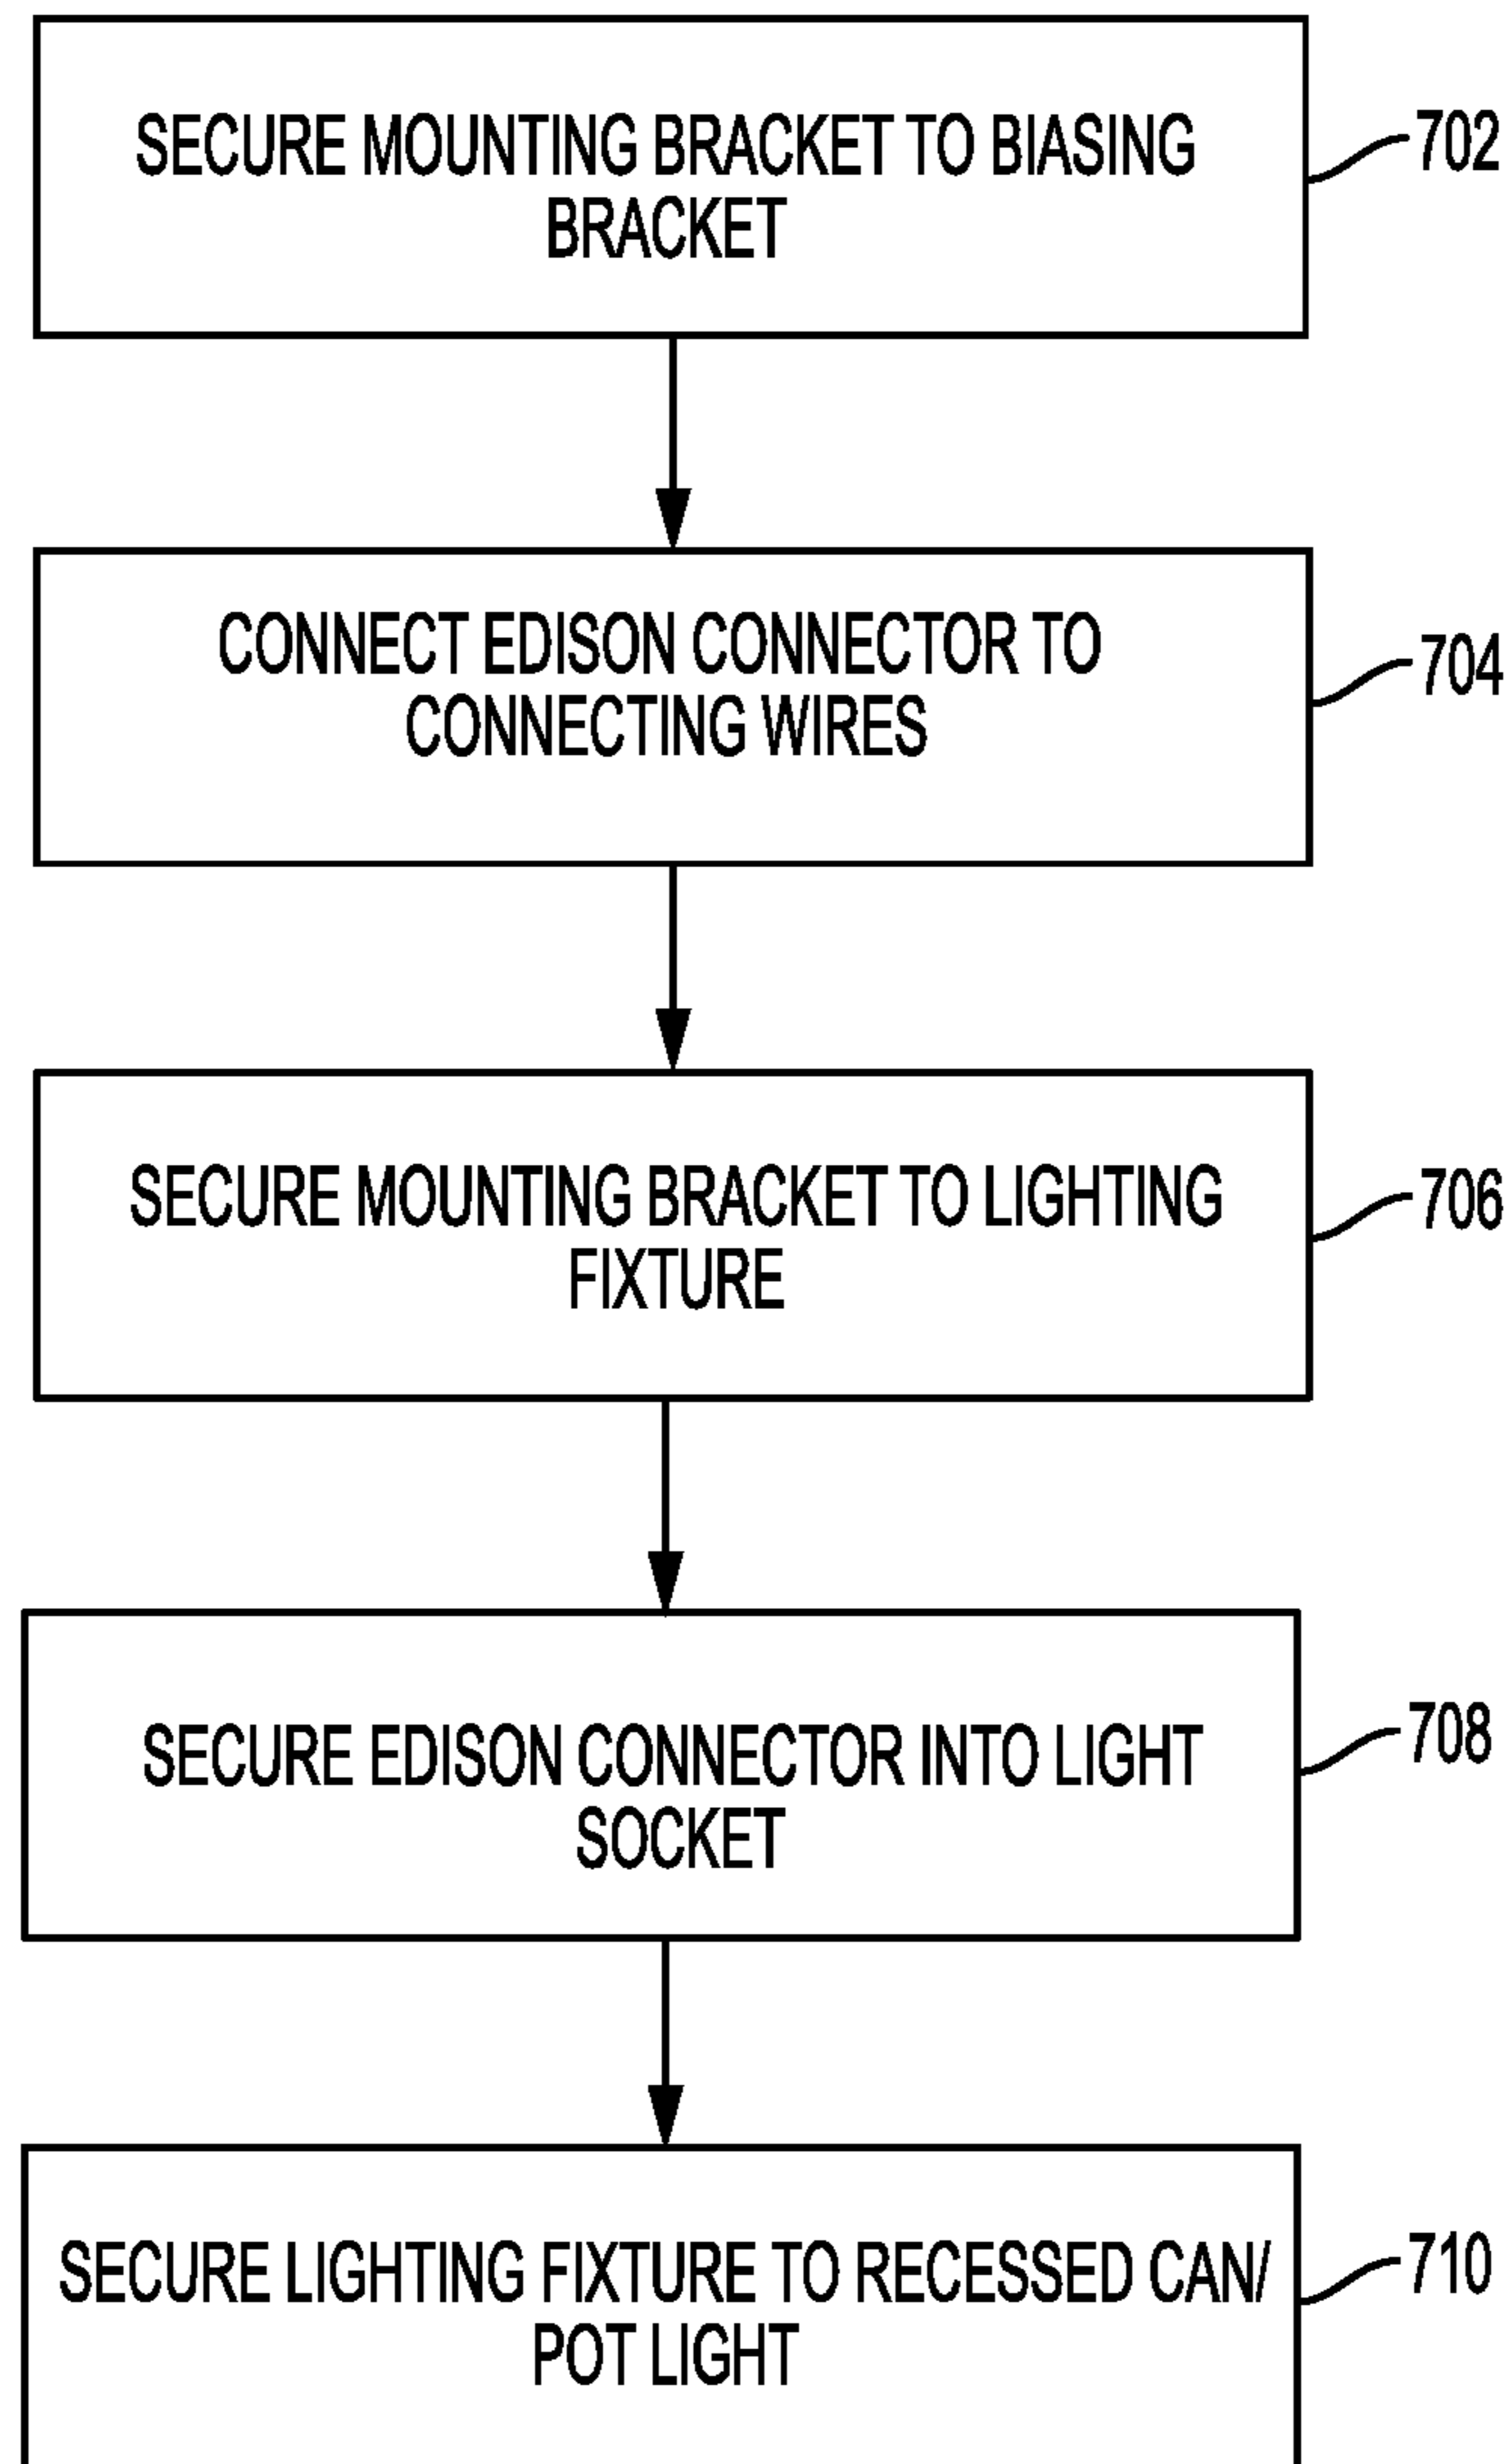 SECURE MOUNTING BRACKET TO BIASING
BRACKET
702
CONNECT EDISON CONNECTOR TO
CONNECTING WIRES
704
SECURE MOUNTING BRACKET TO LIGHTING
FIXTURE
706
SECURE EDISON CONNECTOR INTO LIGHT
SOCKET
708
SECURE LIGHTING FIXTURE TO RECESSED CAN/
POT LIGHT
710